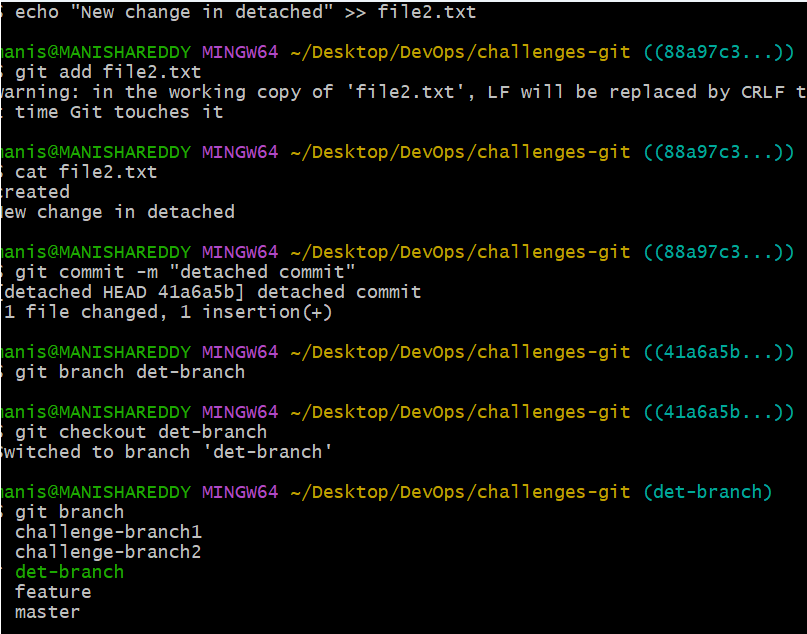 $ echo "New change in detached" >> file2.txt
manis@MANISHAREDDY MINGW64 ~/Desktop/DevOps/challenges-git ((88a97c3...))
$ git add file2.txt
warning: in the working copy of 'file2.txt', LF will be replaced by CRLF t
t time Git touches it
manis@MANISHAREDDY MINGW64 ~/Desktop/DevOps/challenges-git ((88a97c3...))
$ cat file2.txt
created
New change in detached
manis@MANISHAREDDY MINGW64 ~/Desktop/DevOps/challenges-git ((88a97c3...))
$ git commit -m "detached commit"
[detached HEAD 41a6a5b] detached commit
1 file changed, 1 insertion(+)
manis@MANISHAREDDY MINGW64 ~/Desktop/DevOps/challenges-git ((41a6a5b...))
$ git branch det-branch
manis@MANISHAREDDY MINGW64 ~/Desktop/DevOps/challenges-git ((41a6a5b...))
$ git checkout det-branch
Switched to branch 'det-branch'
manis@MANISHAREDDY MINGW64 ~/Desktop/DevOps/challenges-git (det-branch)
$ git branch
challenge-branch1
challenge-branch2
* det-branch
feature
master